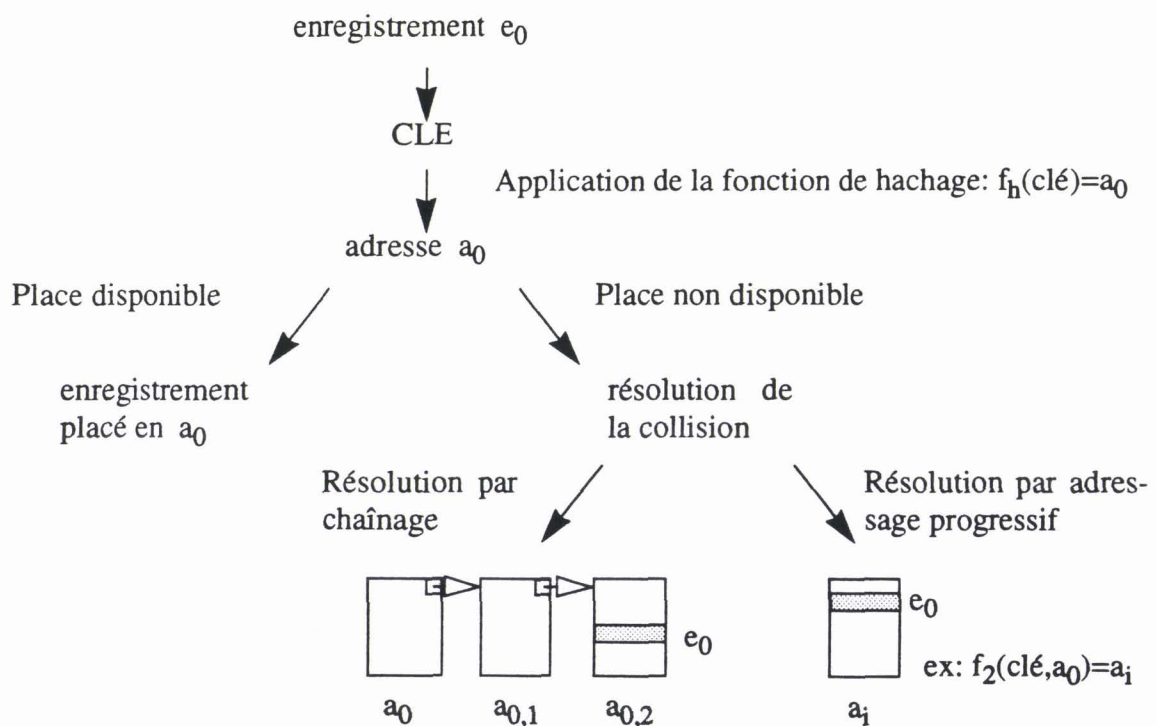 enregistrement e0
CLE
Application de la fonction de hachage: fh(clé)=a0
adresse a0
Place disponible
Place non disponible
enregistrement
placé en a0
résolution de
la collision
Résolution par
chaînage
Résolution par adres-
sage progressif
e0
e0
ex: f2(clé,a0)=ai
a0
a0,1
a0,2
ai